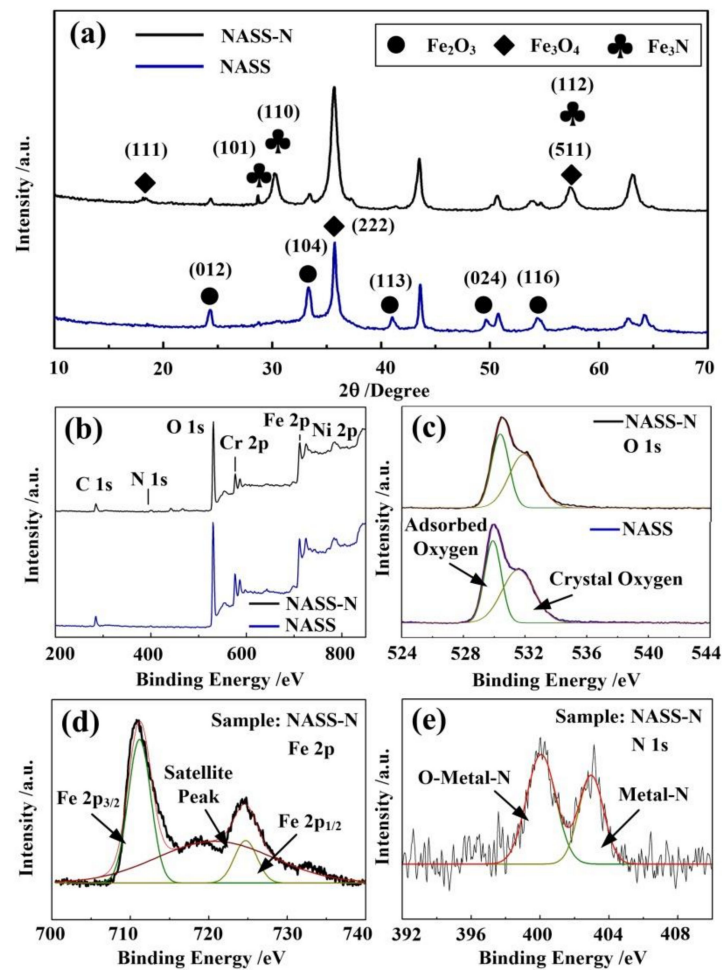 (a)
NASS-N
NASS
Fe₂O₃
Fe₃O₄
Fe₃N
(111)
(101)
(110)
(112)
(511)
(012)
(104)
(222)
(113)
(024)
(116)
Intensity /a.u.
10
20
30
40
50
60
70
2θ /Degree
(b)
C 1s
N 1s
O 1s
Cr 2p
Fe 2p
Ni 2p
NASS-N
NASS
Intensity /a.u.
200
400
600
800
Binding Energy /eV
(c)
NASS-N
O 1s
NASS
Adsorbed
Oxygen
Crystal Oxygen
Intensity /a.u.
524
528
532
536
540
544
Binding Energy /eV
(d)
Sample: NASS-N
Fe 2p
Satellite
Peak
Fe 2p₃/₂
Fe 2p₁/₂
Intensity /a.u.
700
710
720
730
740
Binding Energy /eV
(e)
Sample: NASS-N
N 1s
O-Metal-N
Metal-N
Intensity /a.u.
392
396
400
404
408
Binding Energy /eV